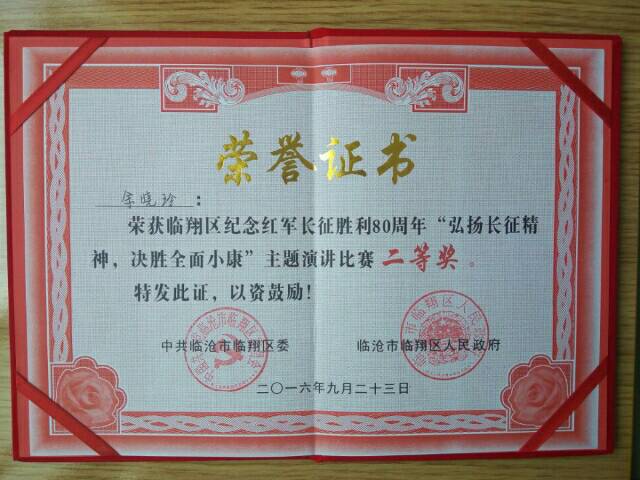 荣誉证书
余晓玲：
荣获临翔区纪念红军长征胜利80周年“弘扬长征精
神，决胜全面小康”主题演讲比赛 二等奖 。
特发此证，以资鼓励！
中共临沧市临翔区委 临沧市临翔区人民政府
二〇一六年九月二十三日